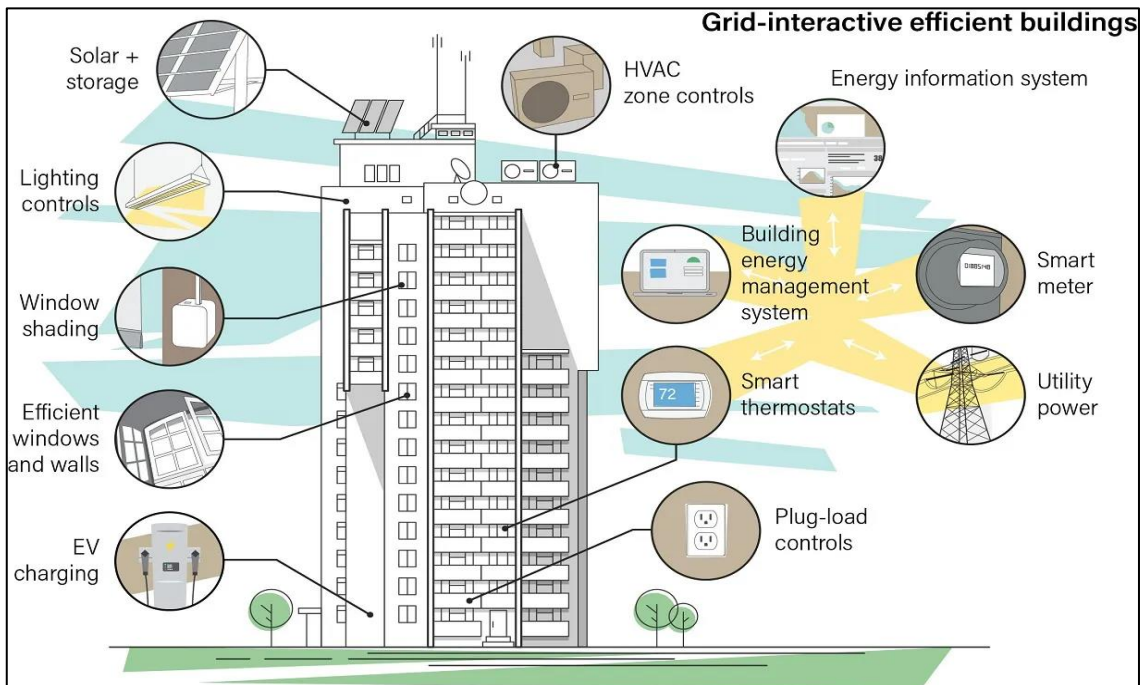 Grid-interactive efficient buildings
Solar +
storage
HVAC
zone controls
Energy information system
38
Lighting
controls
Building
energy
management
system
Smart
meter
Window
shading
72
Smart
thermostats
Utility
power
Efficient
windows
and walls
Plug-load
controls
EV
charging